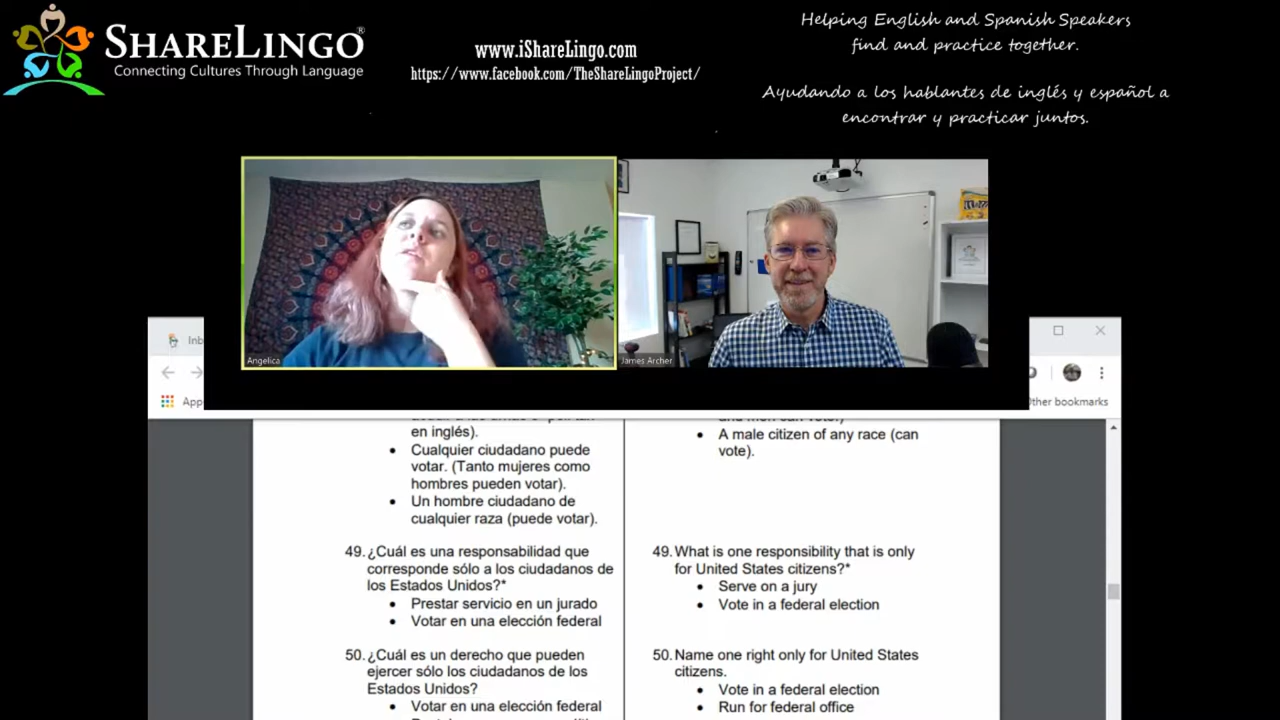 SHARELINGO®
Connecting Cultures Through Language
www.iShareLingo.com
https://www.facebook.com/TheShareLingoProject/
Helping English and Spanish Speakers
find and practice together.
Ayudando a los hablantes de inglés y español a
encontrar y practicar juntos.
Angelica
James Archer
Inb
App
Other bookmarks
en inglés).
Cualquier ciudadano puede
votar. (Tanto mujeres como
hombres pueden votar).
Un hombre ciudadano de
cualquier raza (puede votar).
49. ¿Cuál es una responsabilidad que
corresponde sólo a los ciudadanos de
los Estados Unidos?*
Prestar servicio en un jurado
Votar en una elección federal
50. ¿Cuál es un derecho que pueden
ejercer sólo los ciudadanos de los
Estados Unidos?
Votar en una elección federal
and men can vote.)
A male citizen of any race (can
vote).
49. What is one responsibility that is only
for United States citizens?*
Serve on a jury
Vote in a federal election
50. Name one right only for United States
citizens.
Vote in a federal election
Run for federal office